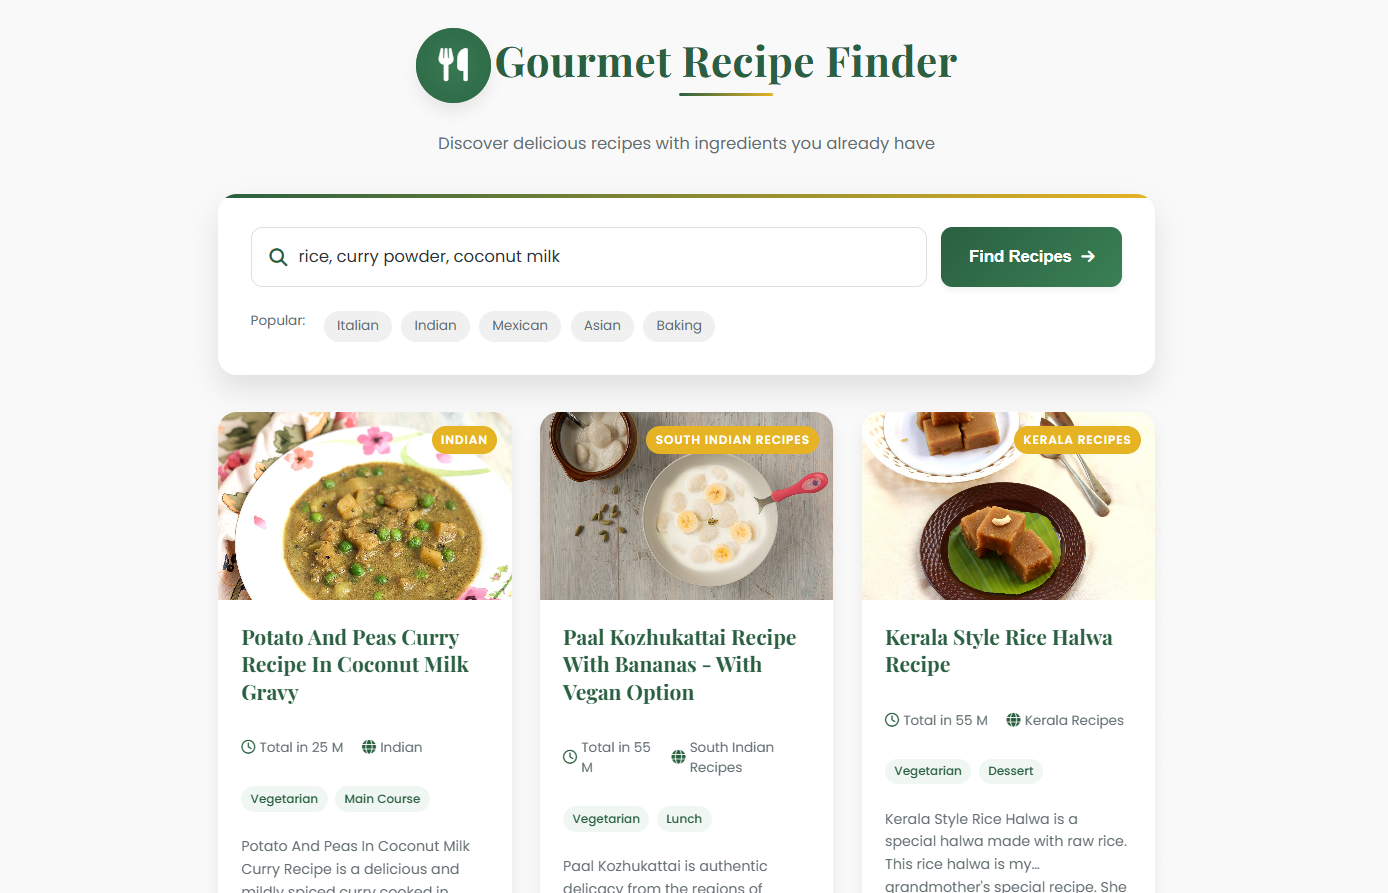 Gourmet Recipe Finder
Discover delicious recipes with ingredients you already have
rice, curry powder, coconut milk
Find Recipes
Popular:
Italian
Indian
Mexican
Asian
Baking
INDIAN
Potato And Peas Curry
Recipe In Coconut Milk
Gravy
Total in 25 M
Indian
Vegetarian
Main Course
Potato And Peas In Coconut Milk
Curry Recipe is a delicious and
mildly spiced curry cooked in
SOUTH INDIAN RECIPES
Paal Kozhukattai Recipe
With Bananas - With
Vegan Option
Total in 55
M
South Indian
Recipes
Vegetarian
Lunch
Paal Kozhukattai is authentic
delicacy from the regions of
KERALA RECIPES
Kerala Style Rice Halwa
Recipe
Total in 55 M
Kerala Recipes
Vegetarian
Dessert
Kerala Style Rice Halwa is a
special halwa made with raw rice.
This rice halwa is my...
grandmother's special recipe. She